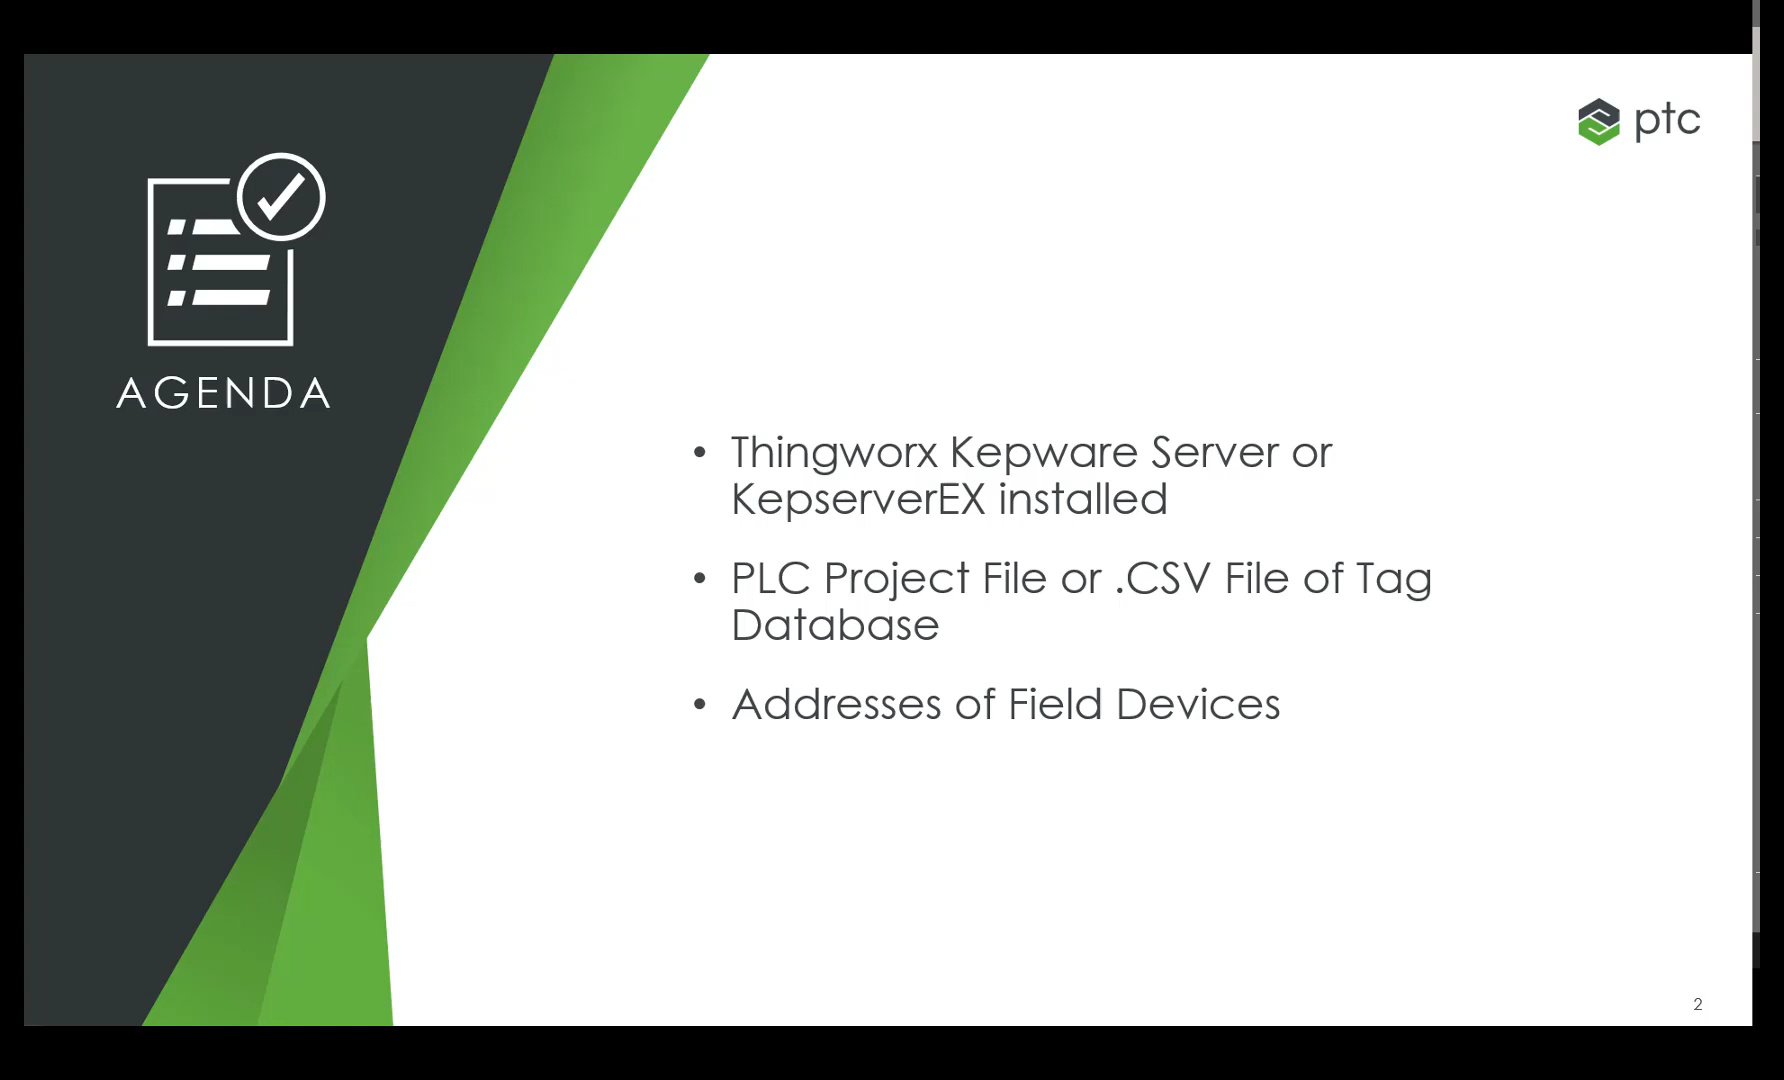 ptc
AGENDA
• Thingworx Kepware Server or
KepserverEX installed
• PLC Project File or .CSV File of Tag
Database
• Addresses of Field Devices
2